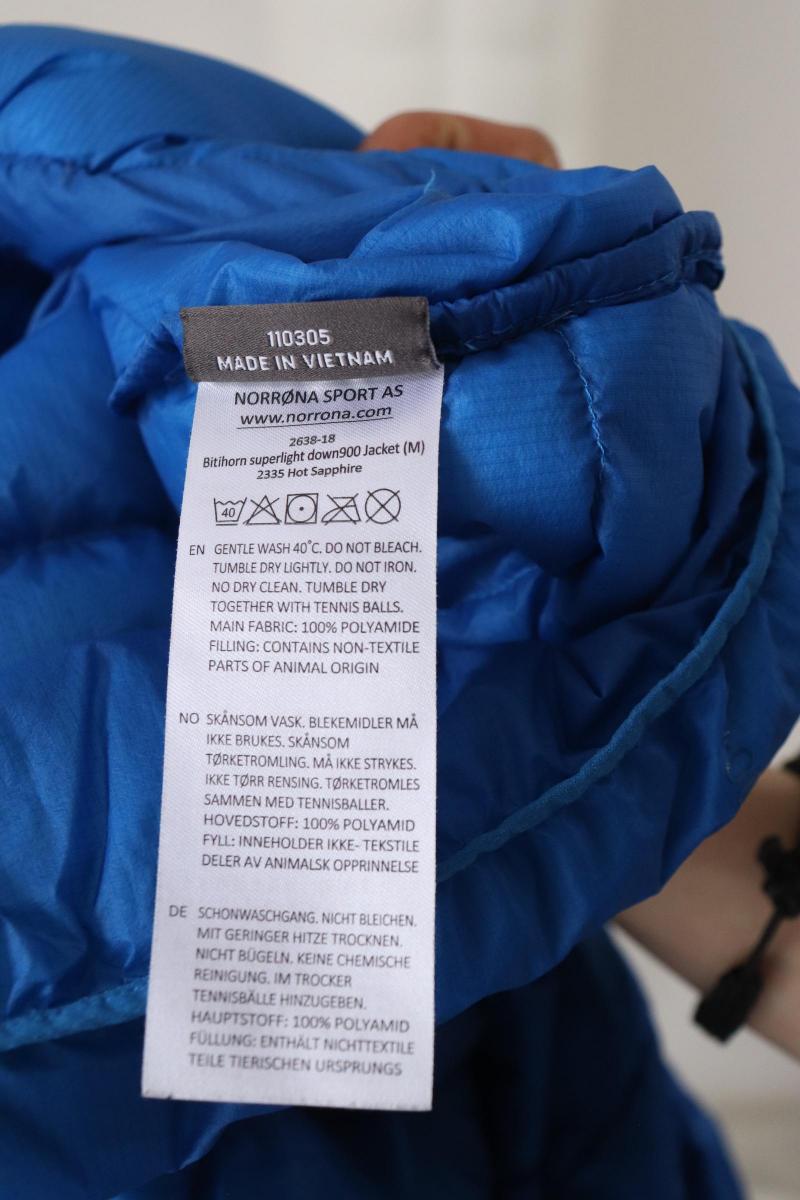 110305
MADE IN VIETNAM
NORRØNA SPORT AS
www.norrona.com
2638-18
Bitihorn superlight down900 Jacket (M)
2335 Hot Sapphire
40
EN GENTLE WASH 40°C. DO NOT BLEACH.
TUMBLE DRY LIGHTLY. DO NOT IRON.
NO DRY CLEAN. TUMBLE DRY
TOGETHER WITH TENNIS BALLS.
MAIN FABRIC: 100% POLYAMIDE
FILLING: CONTAINS NON-TEXTILE
PARTS OF ANIMAL ORIGIN
NO SKÅNSOM VASK. BLEKEMIDLER MÅ
IKKE BRUKES. SKÅNSOM
TØRKETROMLING. MÅ IKKE STRYKES.
IKKE TØRR RENSING. TØRKETROMLES
SAMMEN MED TENNISBALLER.
HOVEDSTOFF: 100% POLYAMID
FYLL: INNEHOLDER IKKE- TEKSTILE
DELER AV ANIMALSK OPPRINNELSE
DE SCHONWASCHGANG. NICHT BLEICHEN.
MIT GERINGER HITZE TROCKNEN.
NICHT BÜGELN. KEINE CHEMISCHE
REINIGUNG. IM TROCKER
TENNISBÄLLE HINZUGEBEN.
HAUPTSTOFF: 100% POLYAMID
FÜLLUNG: ENTHÄLT NICHTTEXTILE
TEILE TIERISCHEN URSPRUNGS